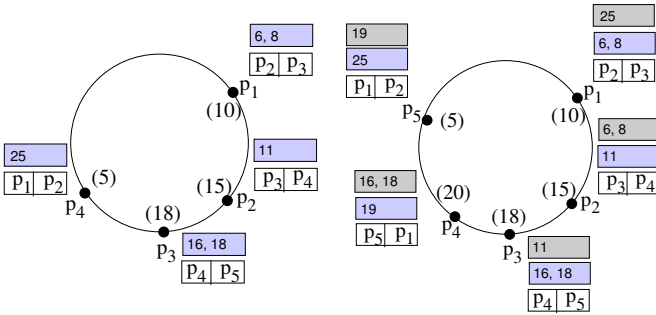 6, 8
p2 p3
p1
(10)
25
p1 p2
(5)
p4
11
p3 p4
(15)
p2
(18)
p3
16, 18
p4 p5
25
6, 8
p2 p3
p1
(10)
19
25
p1 p2
p5
(5)
6, 8
11
p3 p4
(15)
p2
16, 18
19
p5 p1
(20)
p4
(18)
p3
11
16, 18
p4 p5